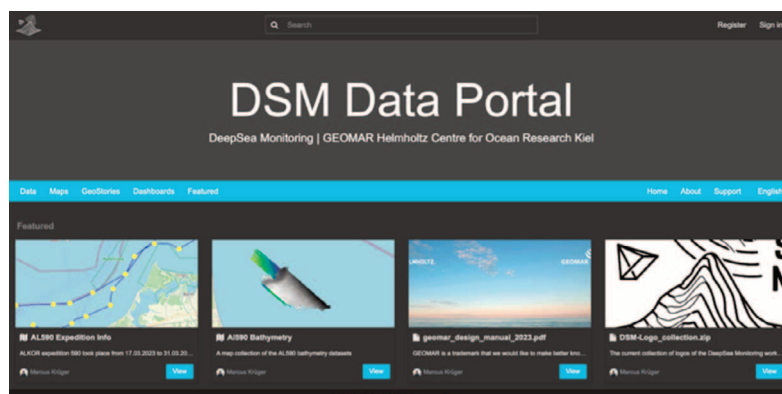 Search
Register Sign in
DSM Data Portal
DeepSea Monitoring | GEOMAR Helmholtz Centre for Ocean Research Kiel
Data Maps GeoStories Dashboards Featured
Home About Support English
Featured
LMHOLTZ GEOMAR
AL590 Expedition Info
ALKOR expedition 590 took place from 17.03.2023 to 31.03.20...
Marcus Krüger View
Al590 Bathymetry
A map collection of the AL590 bathymetry datasets
Marcus Krüger View
geomar_design_manual_2023.pdf
GEOMAR is a trademark that we would like to make better kno...
Marcus Krüger View
DSM-Logo_collection.zip
The current collection of logos of the DeepSea Monitoring work...
Marcus Krüger View